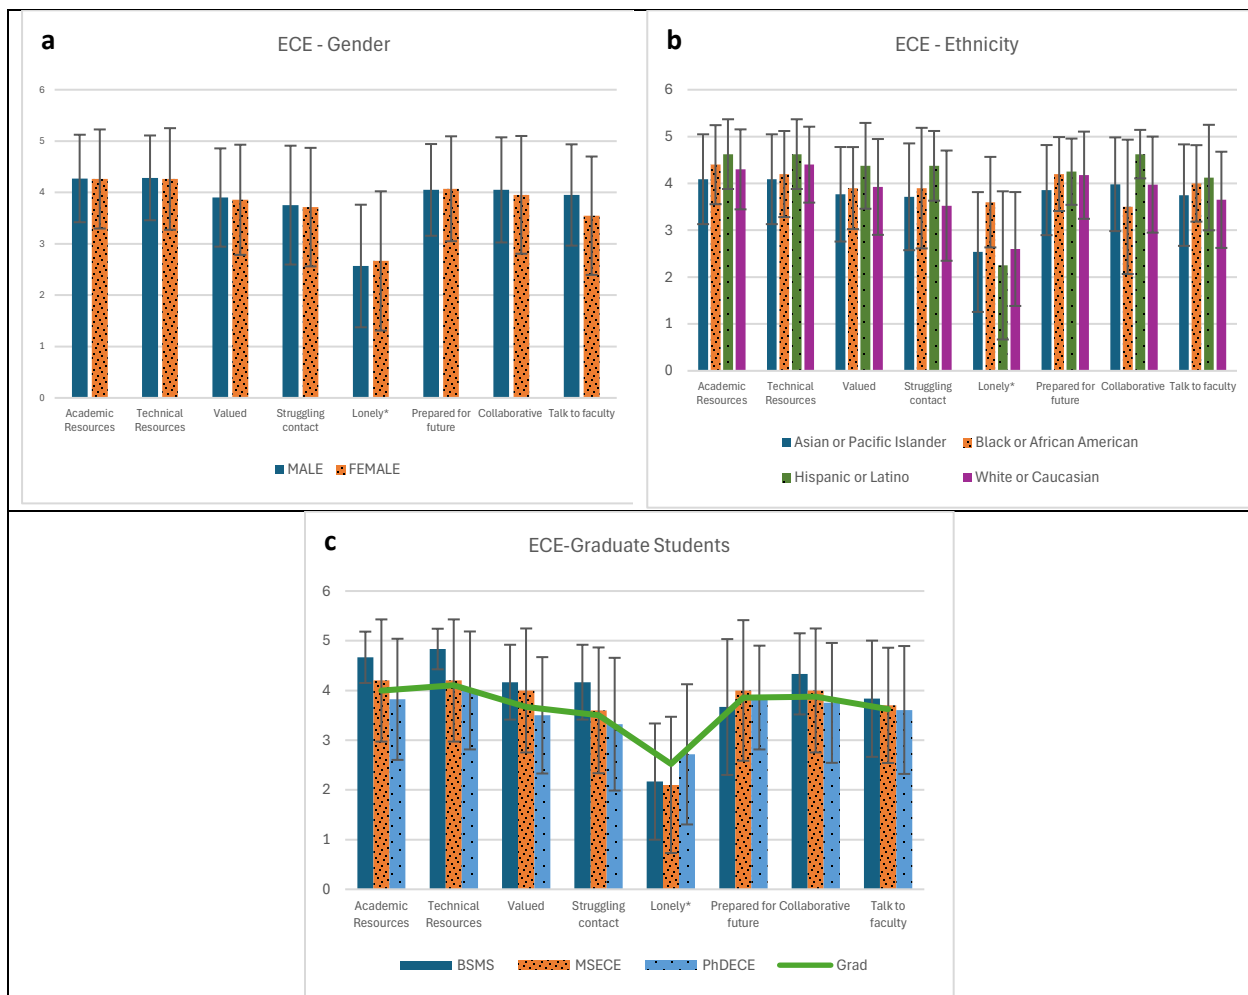 a
ECE - Gender
6
5
4
3
2
1
0
Academic Resources
Technical Resources
Valued
Struggling contact
Lonely*
Prepared for future
Collaborative
Talk to faculty
MALE
FEMALE
b
ECE - Ethnicity
6
5
4
3
2
1
0
Academic Resources
Technical Resources
Valued
Struggling contact
Lonely*
Prepared for future
Collaborative
Talk to faculty
Asian or Pacific Islander
Black or African American
Hispanic or Latino
White or Caucasian
c
ECE-Graduate Students
6
5
4
3
2
1
0
Academic Resources
Technical Resources
Valued
Struggling contact
Lonely*
Prepared for future
Collaborative
Talk to faculty
BSMS
MSECE
PhDECE
Grad